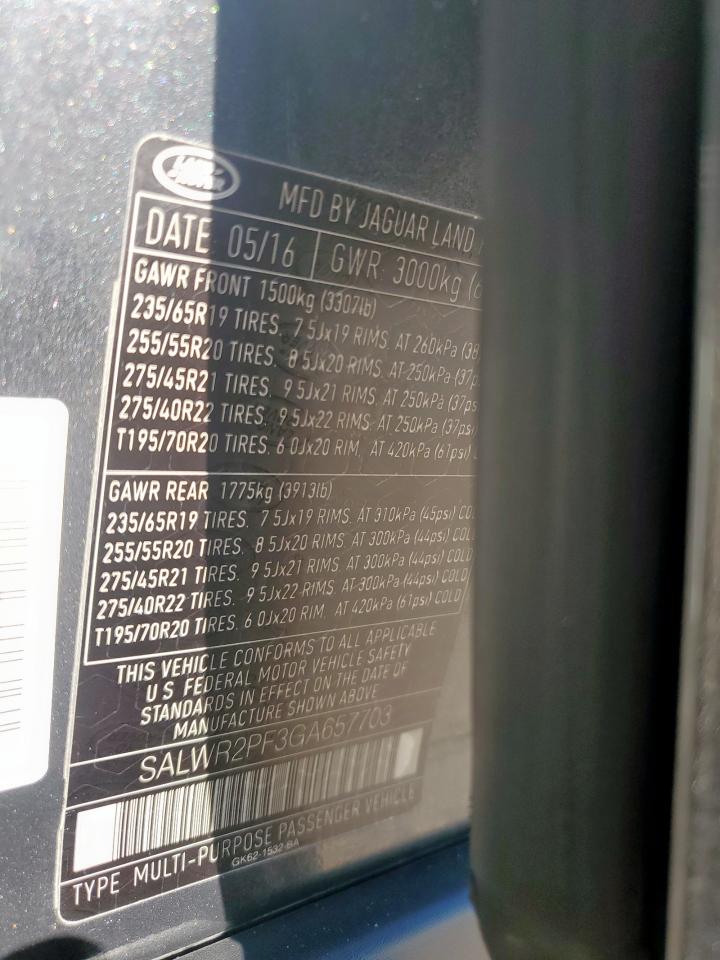 LAND ROVER
MFD BY JAGUAR LAND
DATE 05/16 GWR 3000kg (6
GAWR FRONT 1500kg (3307lb)
235/65R19 TIRES. 7 5Jx19 RIMS. AT 260kPa (38
255/55R20 TIRES. 8 5Jx20 RIMS. AT 250kPa (37p
275/45R21 TIRES. 9 5Jx21 RIMS. AT 250kPa (37ps
275/40R22 TIRES. 9 5Jx22 RIMS. AT 250kPa (37psi)
T195/70R20 TIRES. 6 0Jx20 RIM. AT 420kPa (61psi)
GAWR REAR 1775kg (3913lb)
235/65R19 TIRES. 7 5Jx19 RIMS. AT 310kPa (45psi) CO
255/55R20 TIRES. 8 5Jx20 RIMS. AT 300kPa (44psi) COL
275/45R21 TIRES. 9 5Jx21 RIMS. AT 300kPa (44psi) COLD
275/40R22 TIRES. 9 5Jx22 RIMS. AT 300kPa (44psi) COLD
T195/70R20 TIRES. 6 0Jx20 RIM. AT 420kPa (61psi) COLD
THIS VEHICLE CONFORMS TO ALL APPLICABLE
U S FEDERAL MOTOR VEHICLE SAFETY
STANDARDS IN EFFECT ON THE DATE OF
MANUFACTURE SHOWN ABOVE
SALWR2PF3GA657703
TYPE MULTI-PURPOSE PASSENGER VEHICLE
GK62-1532-BA